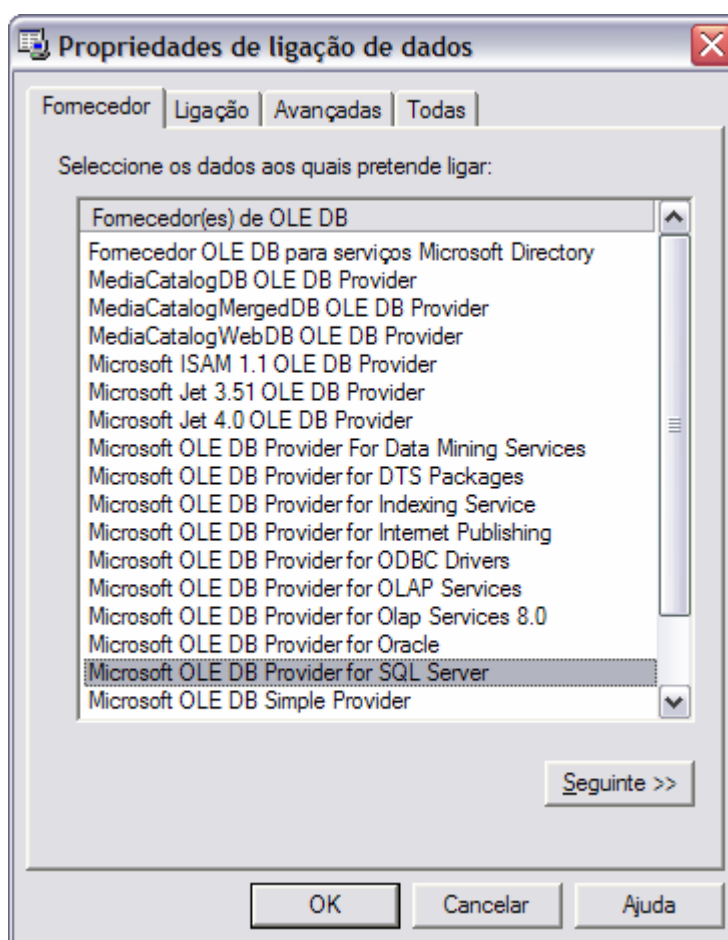 Propriedades de ligação de dados
Fornecedor Ligação Avançadas Todas
Seleccione os dados aos quais pretende ligar:
Fornecedor(es) de OLE DB
Fornecedor OLE DB para serviços Microsoft Directory
MediaCatalogDB OLE DB Provider
MediaCatalogMergedDB OLE DB Provider
MediaCatalogWebDB OLE DB Provider
Microsoft ISAM 1.1 OLE DB Provider
Microsoft Jet 3.51 OLE DB Provider
Microsoft Jet 4.0 OLE DB Provider
Microsoft OLE DB Provider For Data Mining Services
Microsoft OLE DB Provider for DTS Packages
Microsoft OLE DB Provider for Indexing Service
Microsoft OLE DB Provider for Internet Publishing
Microsoft OLE DB Provider for ODBC Drivers
Microsoft OLE DB Provider for OLAP Services
Microsoft OLE DB Provider for Olap Services 8.0
Microsoft OLE DB Provider for Oracle
Microsoft OLE DB Provider for SQL Server
Microsoft OLE DB Simple Provider
Seguinte >>
OK Cancelar Ajuda